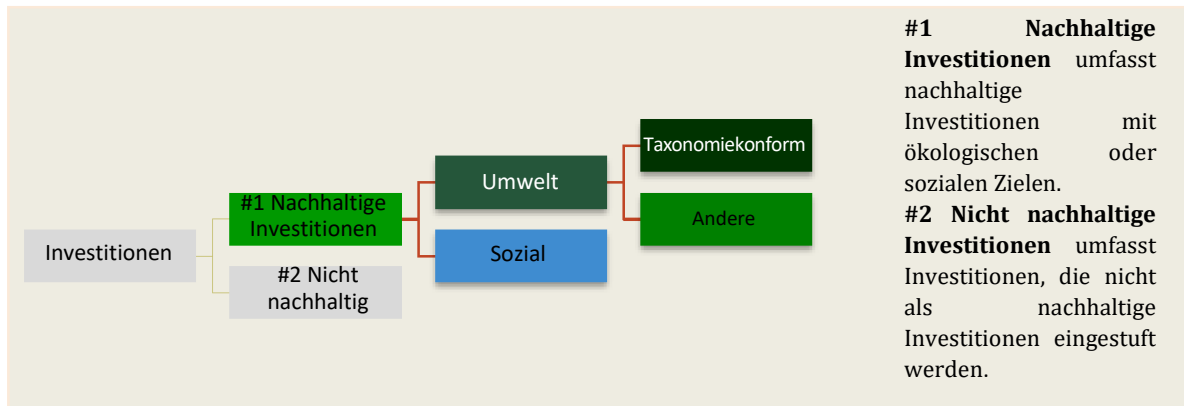 Investitionen
#1 Nachhaltige
Investitionen
#2 Nicht
nachhaltig
Umwelt
Sozial
Taxonomiekonform
Andere
#1 Nachhaltige
Investitionen umfasst
nachhaltige
Investitionen mit
ökologischen oder
sozialen Zielen.
#2 Nicht nachhaltige
Investitionen umfasst
Investitionen, die nicht
als nachhaltige
Investitionen eingestuft
werden.